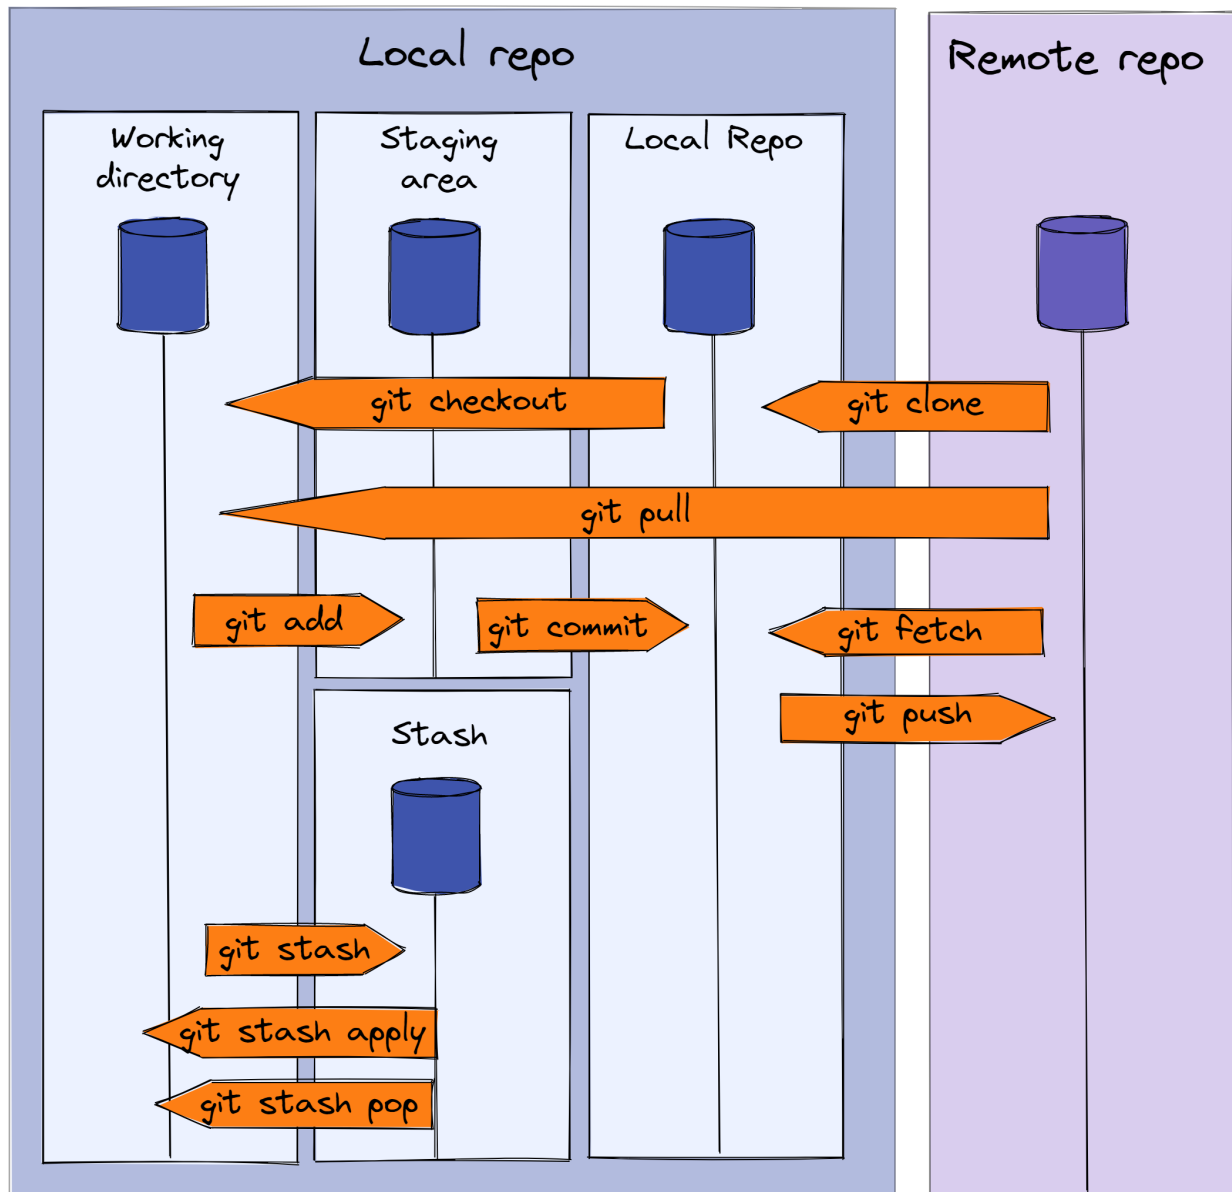 Local repo
Remote repo
Working
directory
Staging
area
Local Repo
git checkout
git clone
git pull
git add
git commit
git fetch
git push
Stash
git stash
git stash apply
git stash pop